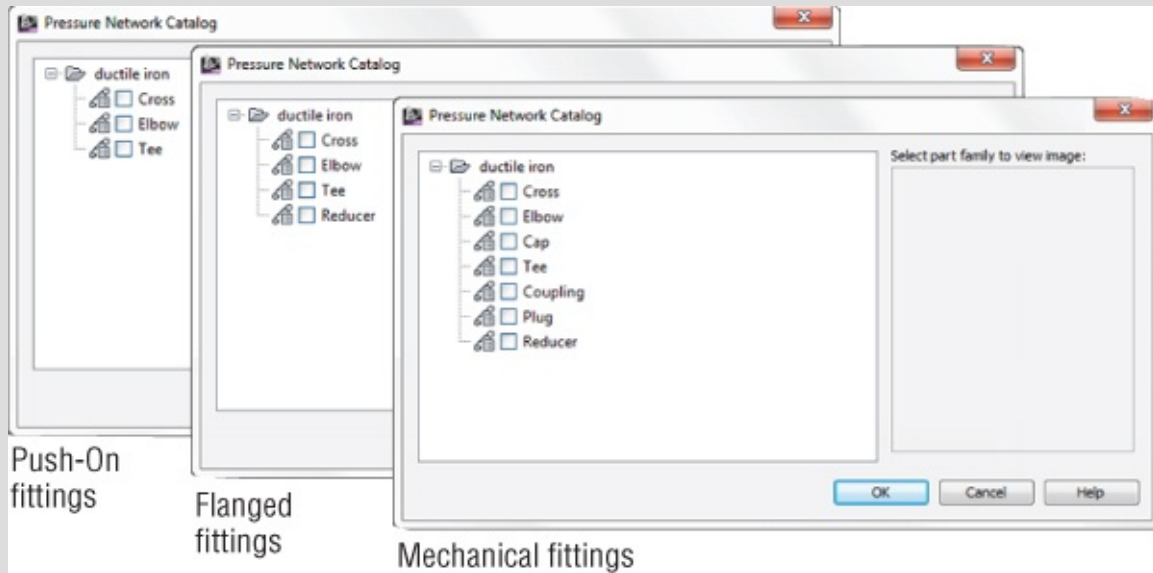 Pressure Network Catalog
ductile iron
Cross
Elbow
Tee
Push-On
fittings
Pressure Network Catalog
ductile iron
Cross
Elbow
Tee
Reducer
Flanged
fittings
Pressure Network Catalog
ductile iron
Cross
Elbow
Cap
Tee
Coupling
Plug
Reducer
Select part family to view image:
OK Cancel Help
Mechanical fittings